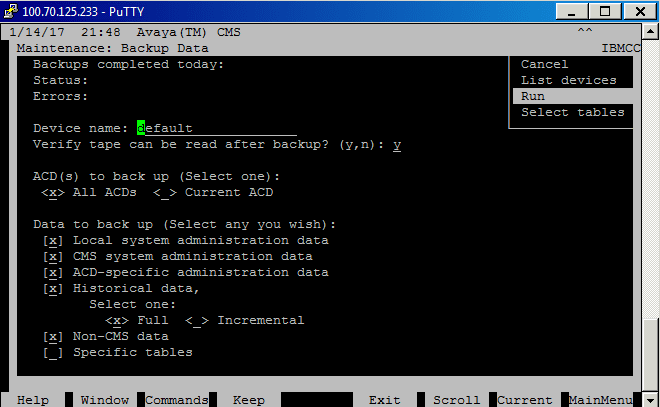 100.70.125.233 - PuTTY
1/14/17 21:48 Avaya(TM) CMS ^^
Maintenance: Backup Data IBMCC
Backups completed today:
Status:
Errors:
Cancel
List devices
Run
Select tables
Device name: default
Verify tape can be read after backup? (y,n): y
ACD(s) to back up (Select one):
<x> All ACDs <_> Current ACD
Data to back up (Select any you wish):
[x] Local system administration data
[x] CMS system administration data
[x] ACD-specific administration data
[x] Historical data,
Select one:
<x> Full <_> Incremental
[x] Non-CMS data
[_] Specific tables
Help Window Commands Keep Exit Scroll Current MainMenu